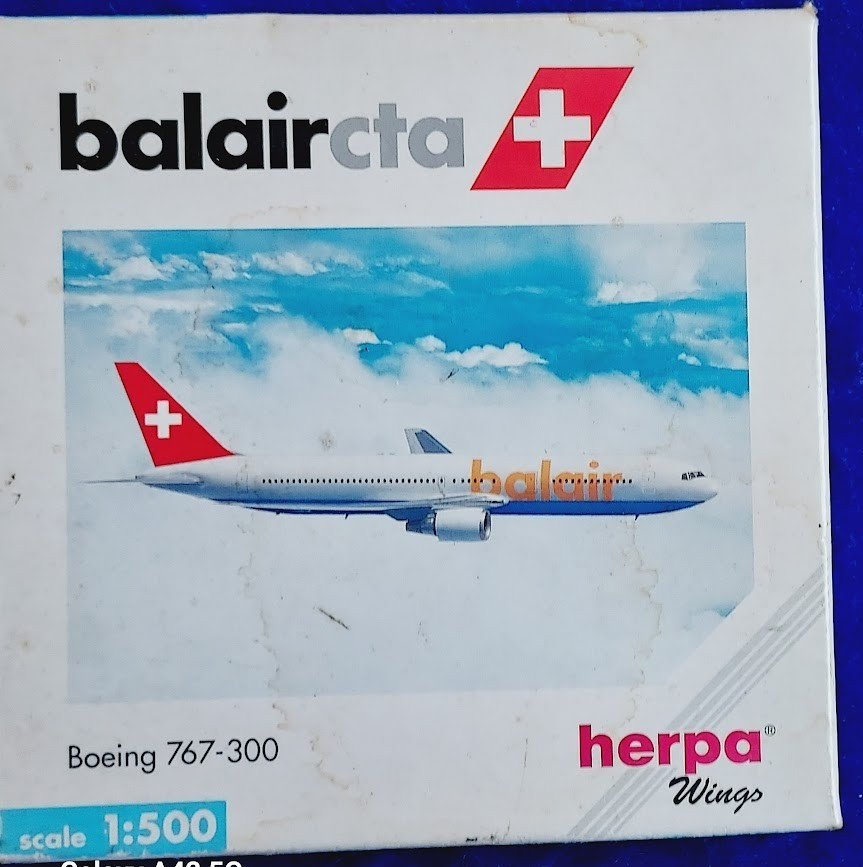 balaircta
balair
Boeing 767-300
herpa®
Wings
scale 1:500